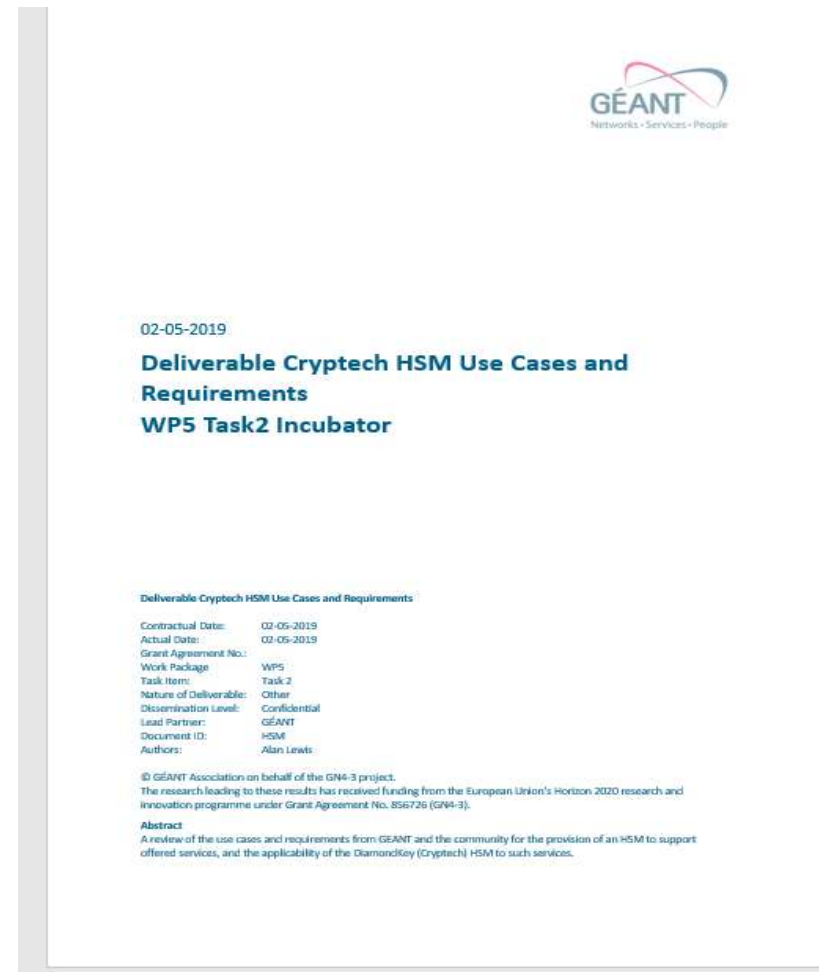 GÉANT
Networks • Services • People
02-05-2019
Deliverable Cryptech HSM Use Cases and
Requirements
WP5 Task2 Incubator
Deliverable Cryptech HSM Use Cases and Requirements
Contractual Date: 02-05-2019
Actual Date: 02-05-2019
Grant Agreement No.:
Work Package WP5
Task Item: Task 2
Nature of Deliverable: Other
Dissemination Level: Confidential
Lead Partner: GÉANT
Document ID: HSM
Authors: Alan Lewis
© GÉANT Association on behalf of the GN4-3 project.
The research leading to these results has received funding from the European Union's Horizon 2020 research and
innovation programme under Grant Agreement No. 856726 (GN4-3).
Abstract
A review of the use cases and requirements from GEANT and the community for the provision of an HSM to support
offered services, and the applicability of the DiamondKey (Cryptech) HSM to such services.